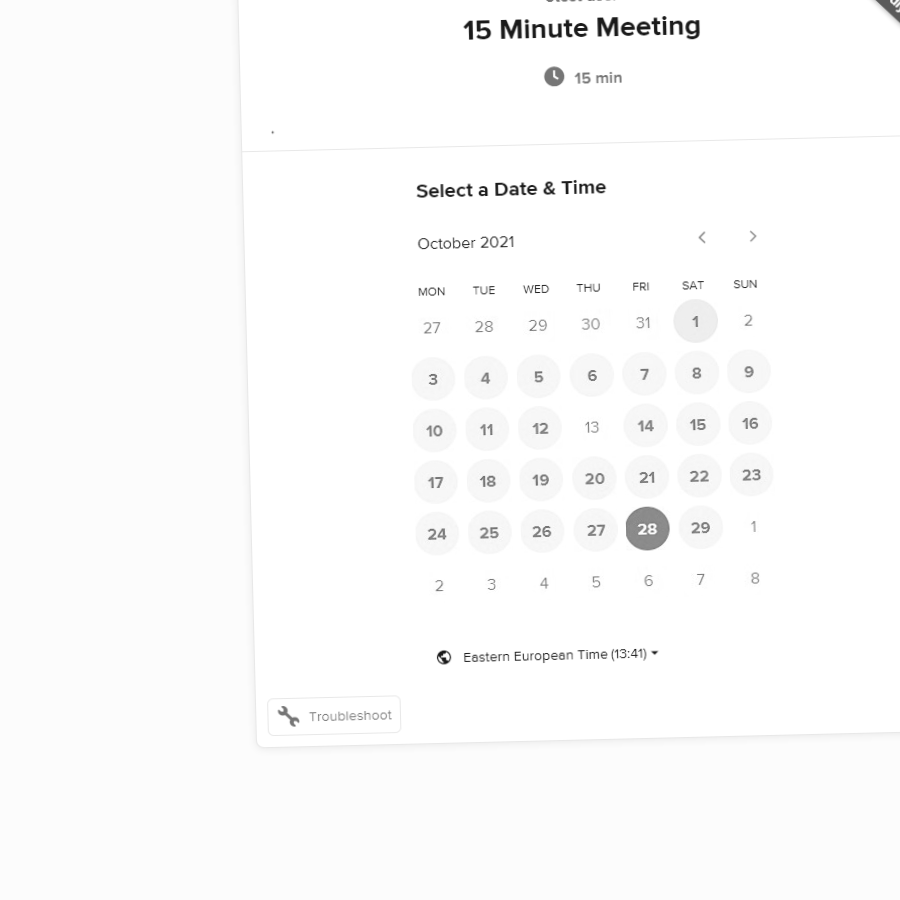 15 Minute Meeting
15 min
Select a Date & Time
October 2021
MON TUE WED THU FRI SAT SUN
27 28 29 30 31 1 2
3 4 5 6 7 8 9
10 11 12 13 14 15 16
17 18 19 20 21 22 23
24 25 26 27 28 29 1
2 3 4 5 6 7 8
Eastern European Time (13:41)
Troubleshoot